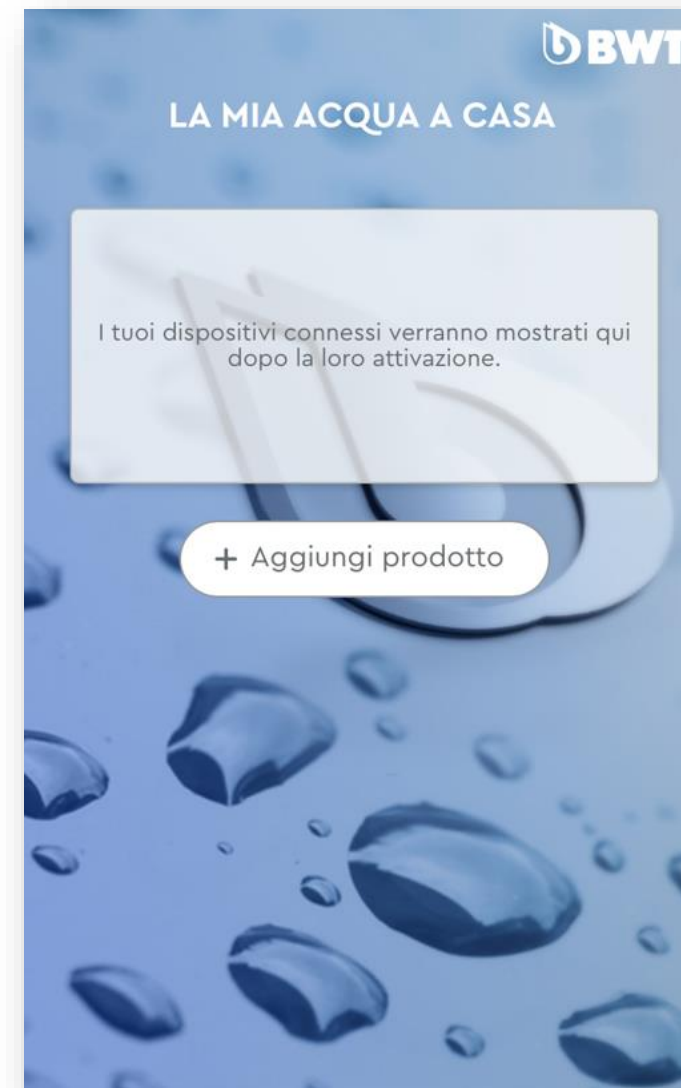 BWT
LA MIA ACQUA A CASA
I tuoi dispositivi connessi verranno mostrati qui
dopo la loro attivazione.
+ Aggiungi prodotto